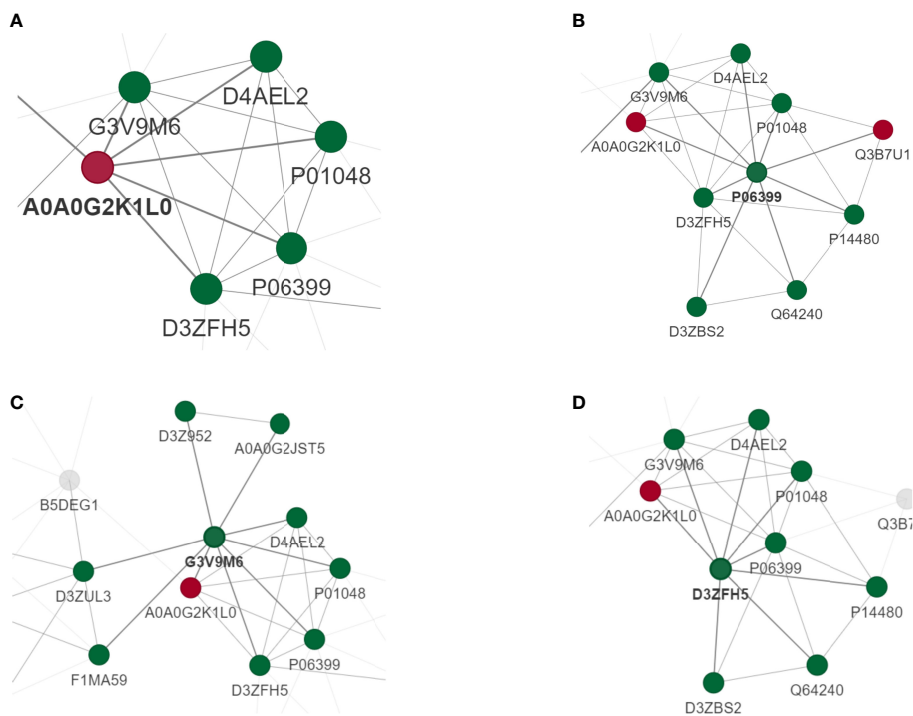 A
D4AEL2
G3V9M6
P01048
A0A0G2K1L0
P06399
D3ZFH5
B
D4AEL2
G3V9M6
P01048
A0A0G2K1L0
Q3B7U1
P06399
D3ZFH5
P14480
Q64240
D3ZBS2
C
D3Z952
A0A0G2JST5
B5DEG1
D4AEL2
G3V9M6
D3ZUL3
A0A0G2K1L0
P01048
P06399
F1MA59
D3ZFH5
D
D4AEL2
G3V9M6
P01048
A0A0G2K1L0
Q3B7
P06399
D3ZFH5
P14480
Q64240
D3ZBS2